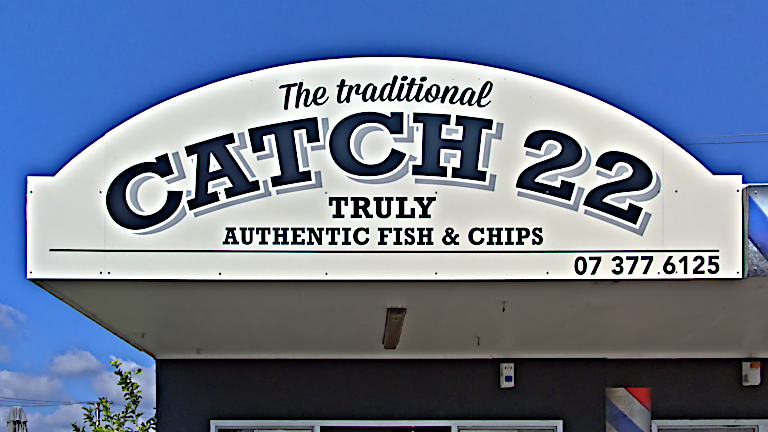 The traditional
CATCH 22
TRULY
AUTHENTIC FISH & CHIPS
07 377 6125